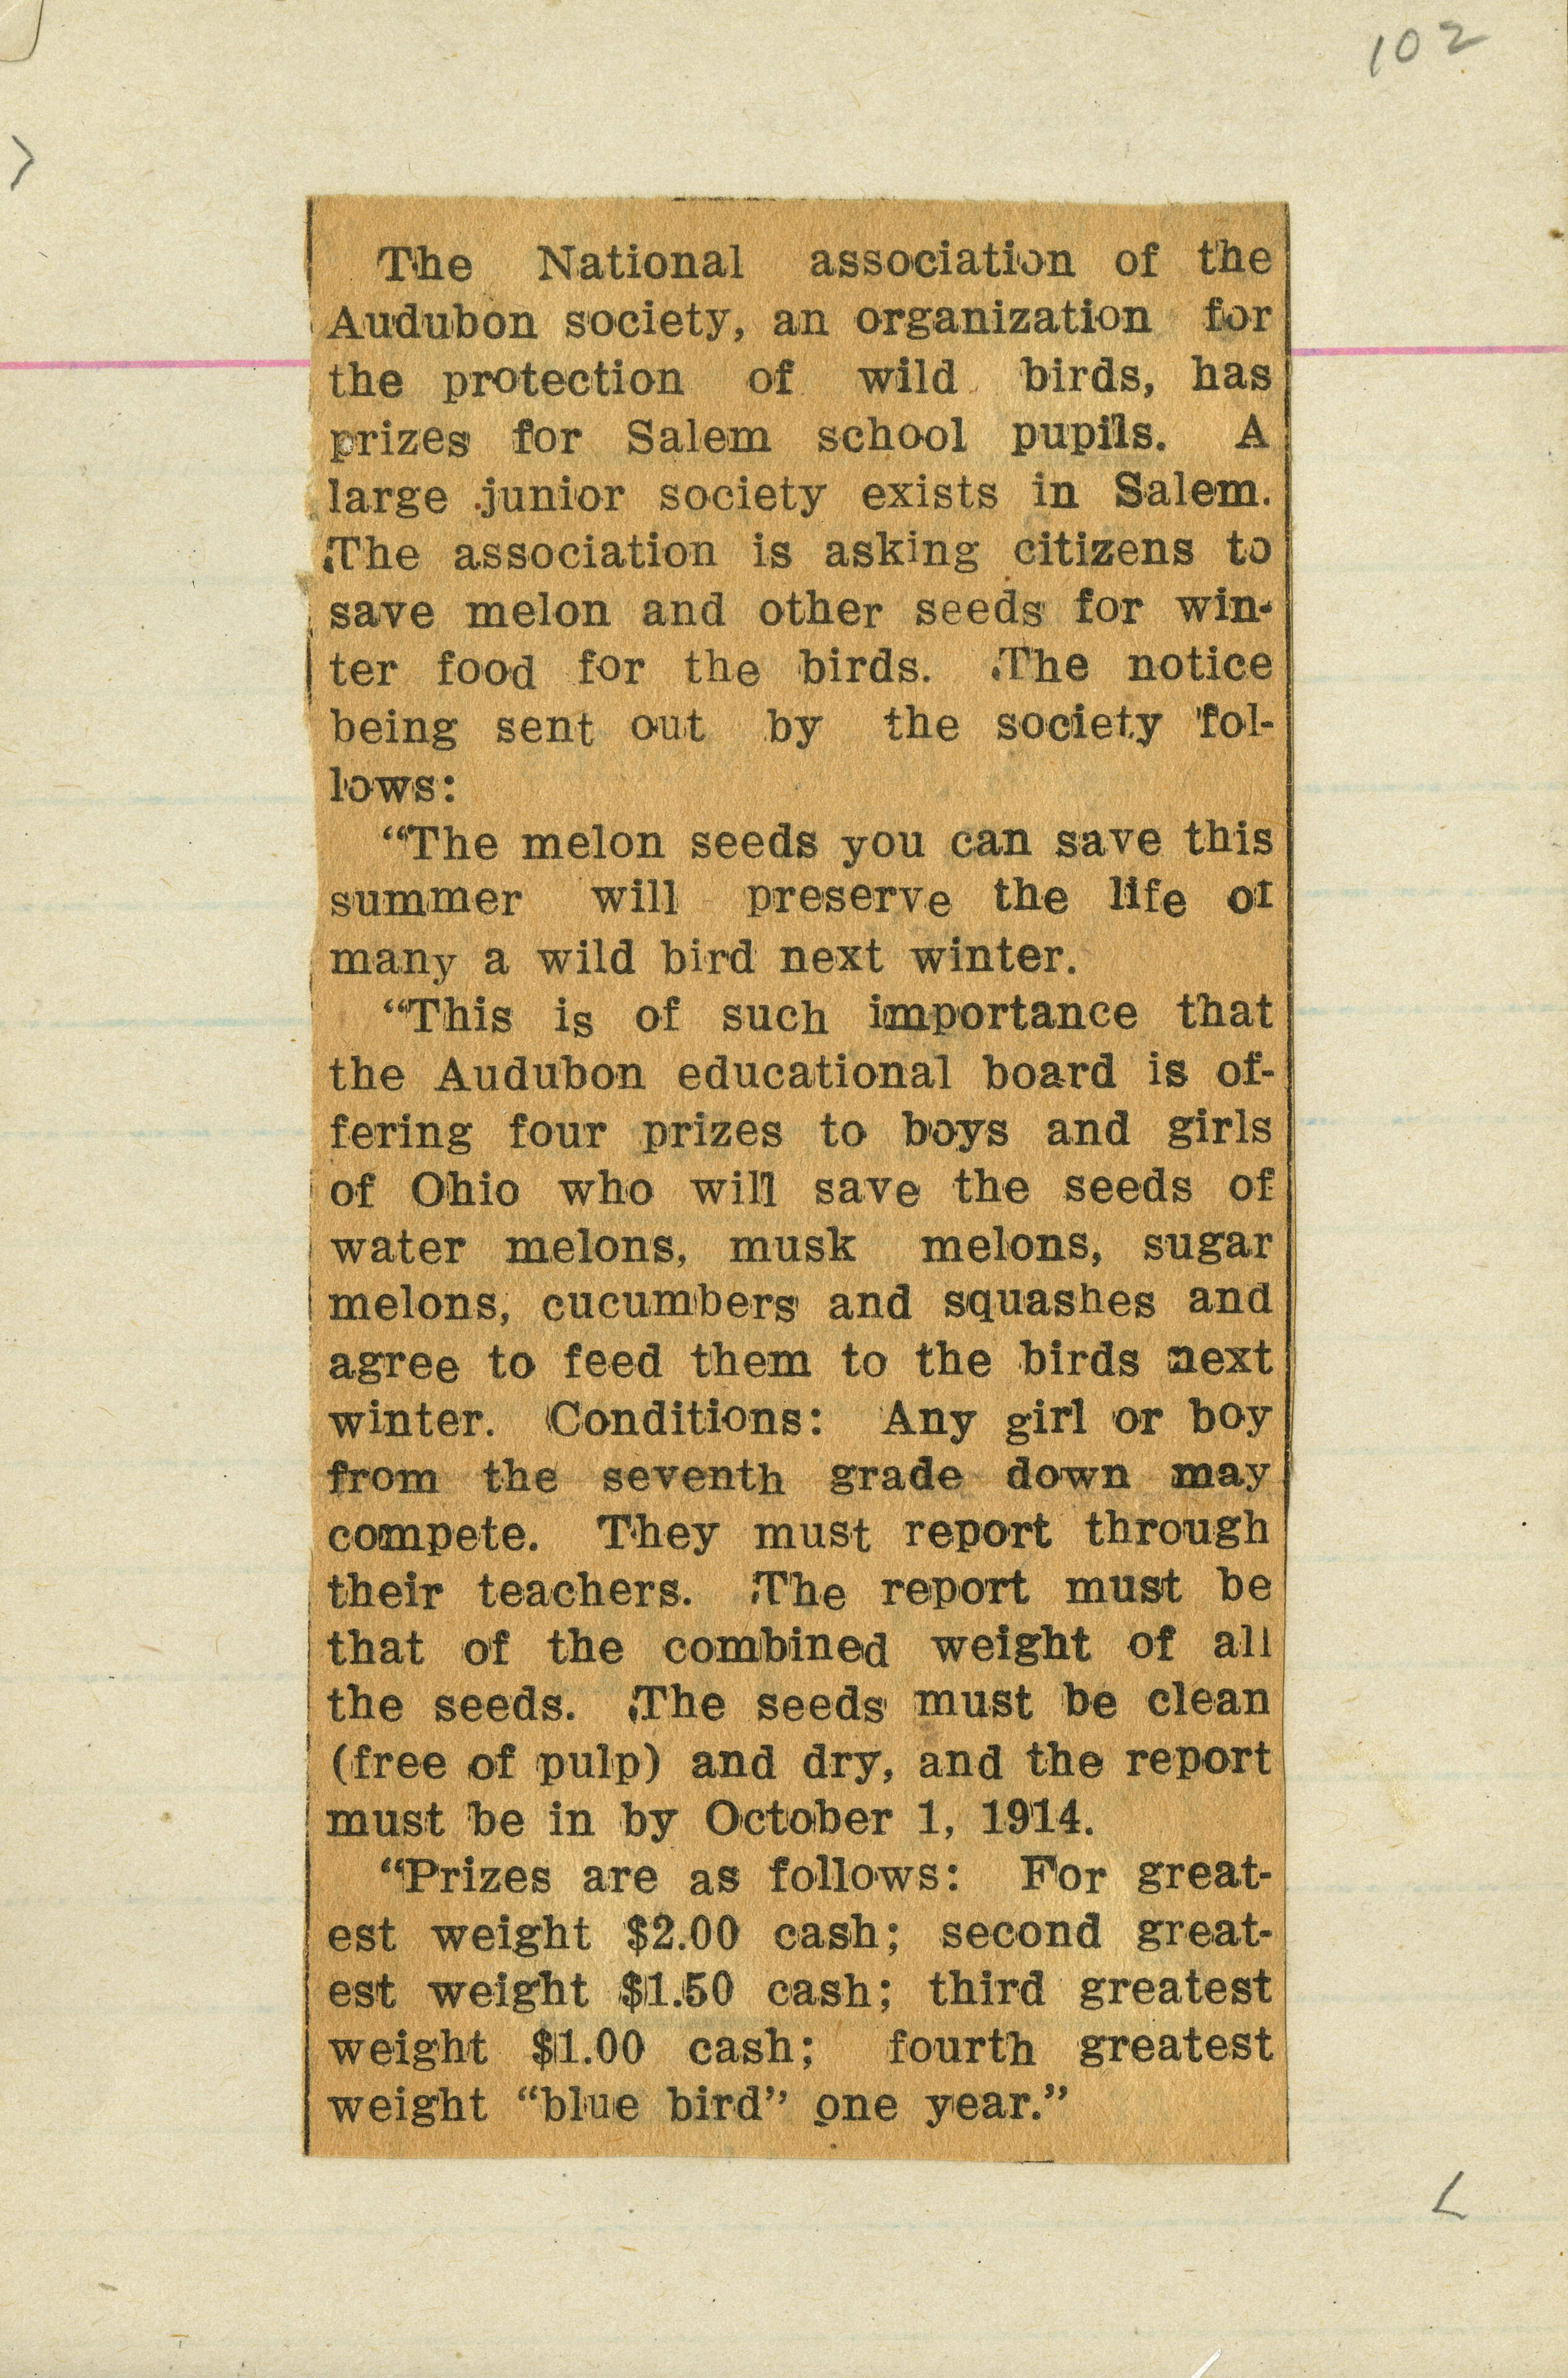 102
The National association of the
Audubon society, an organization for
the protection of wild birds, has
prizes for Salem school pupils. A
large junior society exists in Salem.
The association is asking citizens to
save melon and other seeds for win-
ter food for the birds. The notice
being sent out by the society fol-
lows:
"The melon seeds you can save this
summer will preserve the life of
many a wild bird next winter.
"This is of such importance that
the Audubon educational board is of-
fering four prizes to boys and girls
of Ohio who will save the seeds of
water melons, musk melons, sugar
melons, cucumbers and squashes and
agree to feed them to the birds next
winter. Conditions: Any girl or boy
from the seventh grade down may
compete. They must report through
their teachers. The report must be
that of the combined weight of all
the seeds. The seeds must be clean
(free of pulp) and dry, and the report
must be in by October 1, 1914.
"Prizes are as follows: For great-
est weight $2.00 cash; second great-
est weight $1.50 cash; third greatest
weight $1.00 cash; fourth greatest
weight "blue bird" one year."